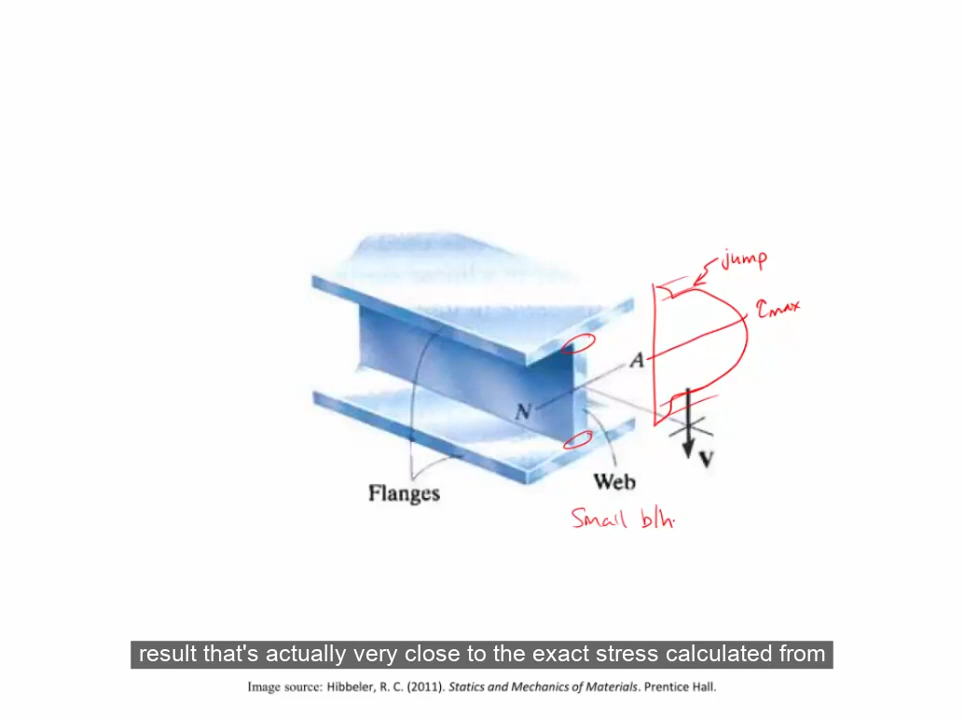 jump
τmax
A
N
V
Flanges
Web
Small b/h.
result that's actually very close to the exact stress calculated from
Image source: Hibbeler, R. C. (2011). Statics and Mechanics of Materials. Prentice Hall.